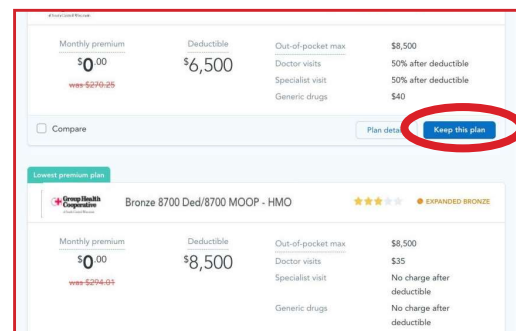 Monthly premium Deductible Out-of-pocket max $8,500
$0.00 $6,500 Doctor visits 50% after deductible
was $270.25 Specialist visit 50% after deductible
Generic drugs $40
Compare Plan Keep this plan
Lowest premium plan
Group Health Cooperative Bronze 8700 Ded/8700 MOOP - HMO EXPANDED BRONZE
Monthly premium Deductible Out-of-pocket max $8,500
$0.00 $8,500 Doctor visits $35
was $294.01 Specialist visit No charge after
deductible
Generic drugs No charge after
deductible